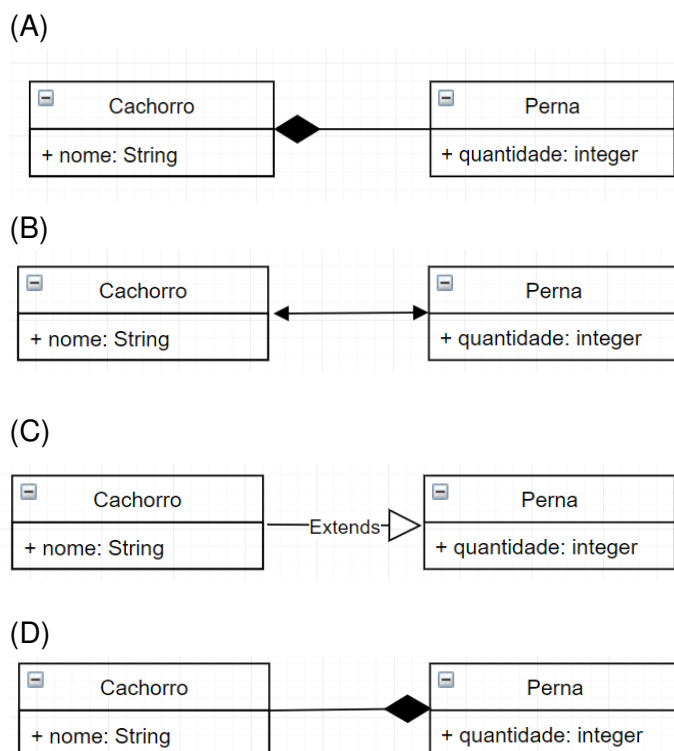 (A)
Cachorro
Perna
+ nome: String
+ quantidade: integer
(B)
Cachorro
Perna
+ nome: String
+ quantidade: integer
(C)
Cachorro
Extends
Perna
+ nome: String
+ quantidade: integer
(D)
Cachorro
Perna
+ nome: String
+ quantidade: integer